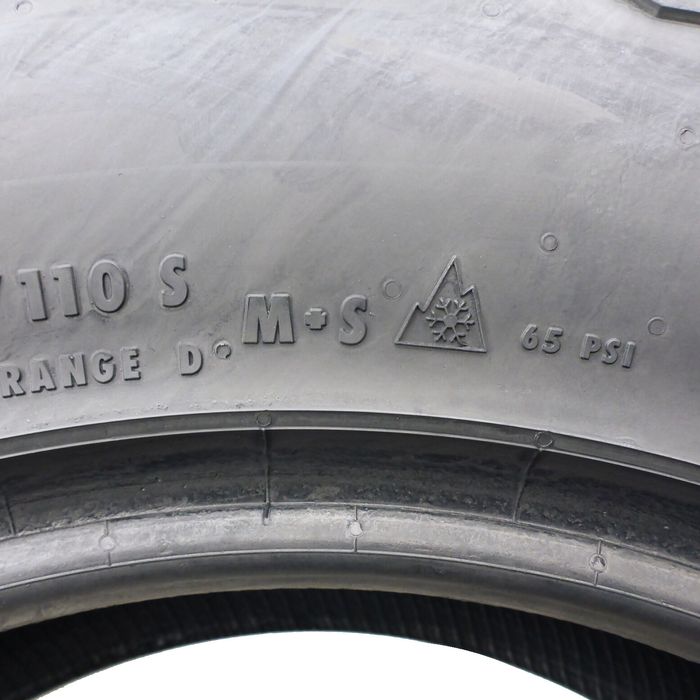 /110 S
M+S
65 PSI
RANGE D